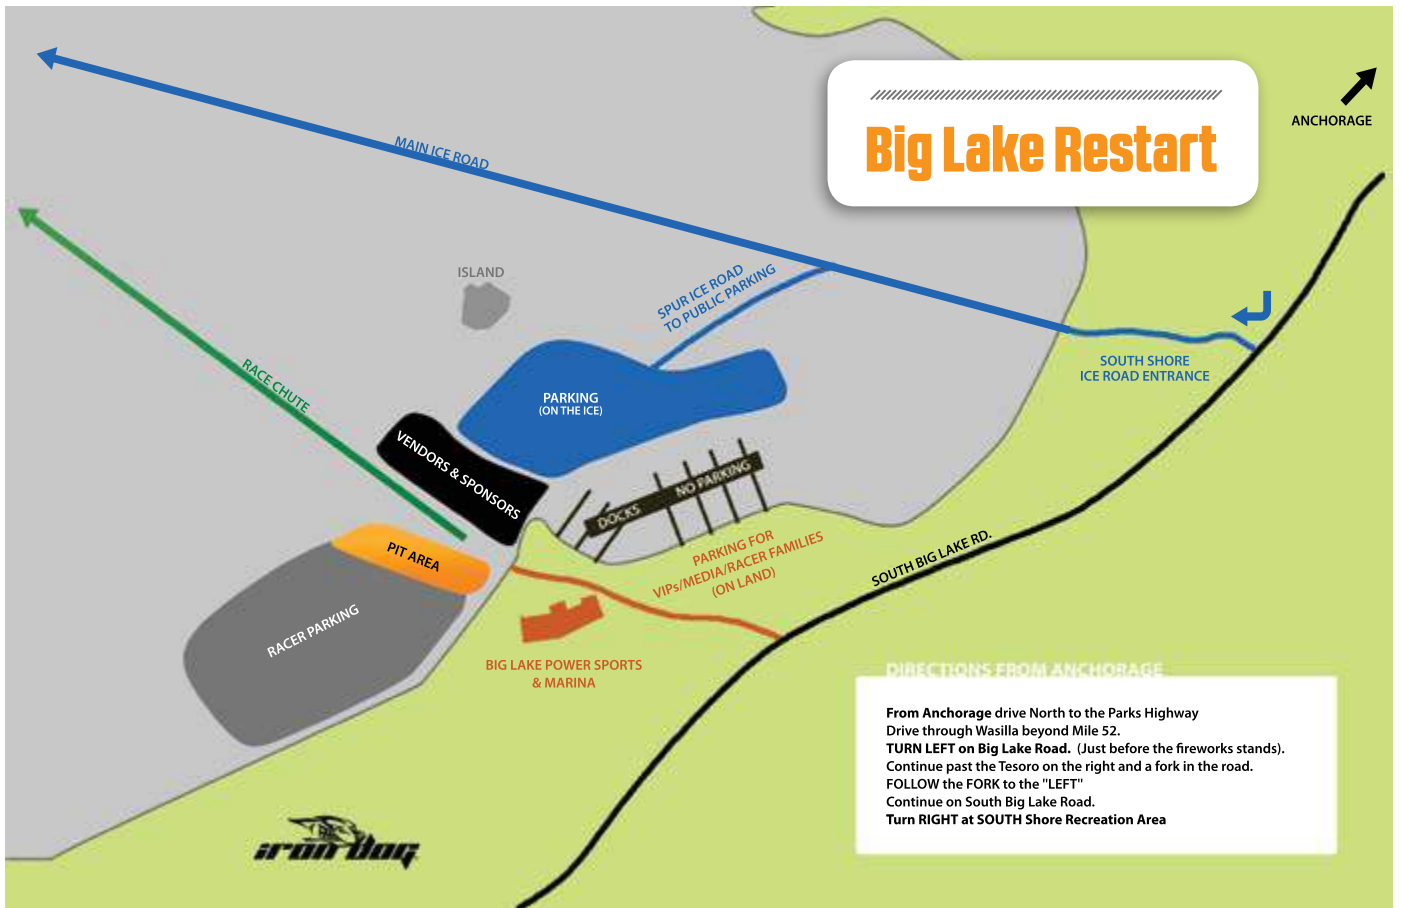 Big Lake Restart
ANCHORAGE
MAIN ICE ROAD
ISLAND
SPUR ICE ROAD
TO PUBLIC PARKING
SOUTH SHORE
ICE ROAD ENTRANCE
RACE CHUTE
PARKING
(ON THE ICE)
VENDORS & SPONSORS
DOCKS NO PARKING
PIT AREA
PARKING FOR
VIPs/MEDIA/RACER FAMILIES
(ON LAND)
SOUTH BIG LAKE RD.
RACER PARKING
BIG LAKE POWER SPORTS
& MARINA
DIRECTIONS FROM ANCHORAGE
From Anchorage drive North to the Parks Highway
Drive through Wasilla beyond Mile 52.
TURN LEFT on Big Lake Road. (Just before the fireworks stands).
Continue past the Tesoro on the right and a fork in the road.
FOLLOW the FORK to the "LEFT"
Continue on South Big Lake Road.
Turn RIGHT at SOUTH Shore Recreation Area
iron dog